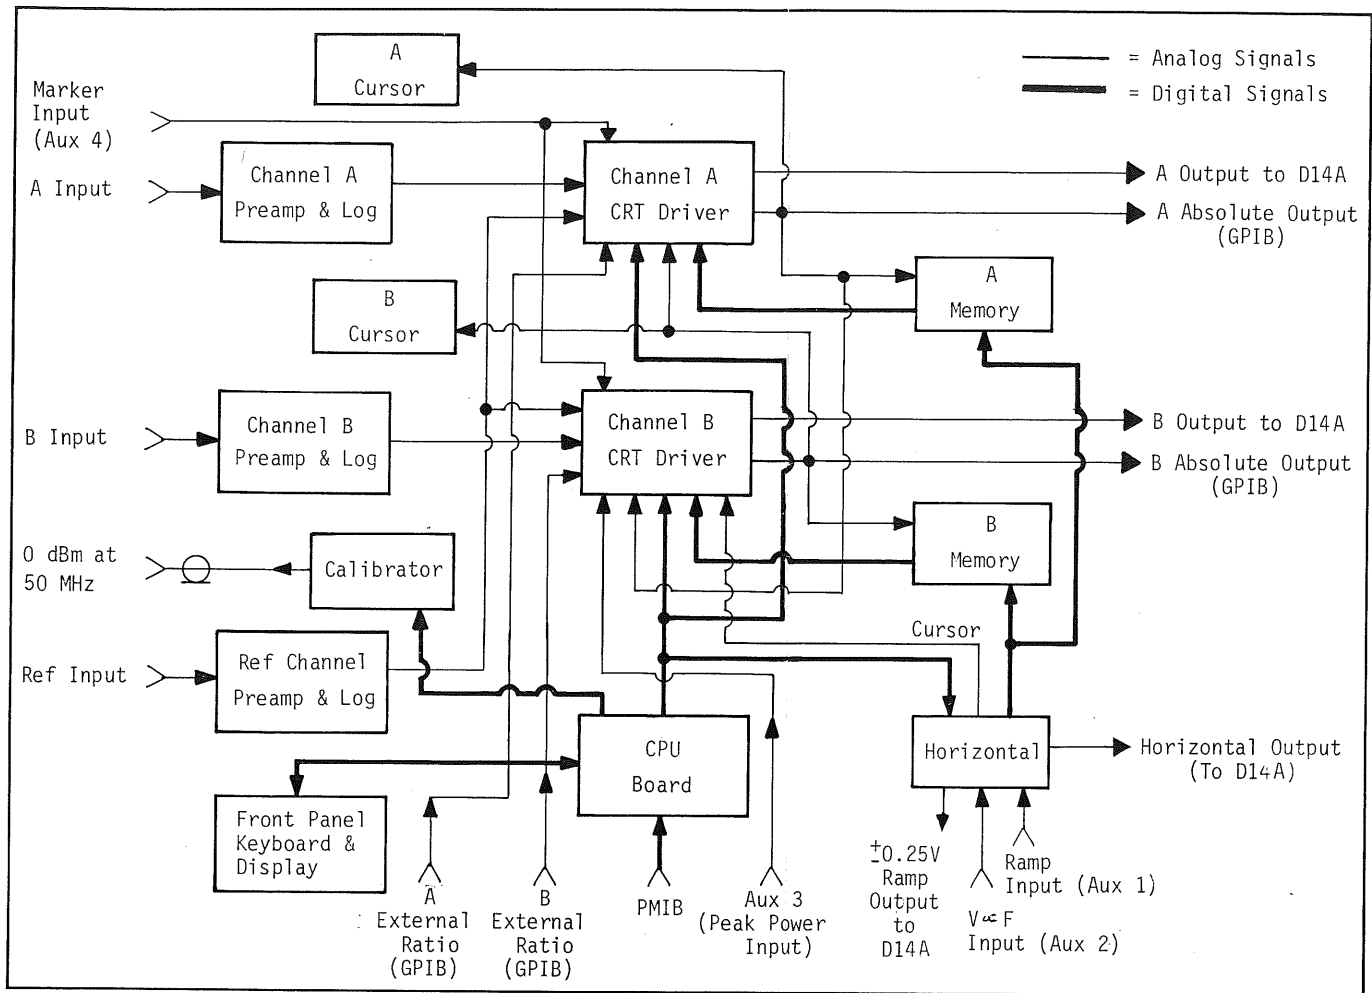 A
Cursor
= Analog Signals
= Digital Signals
Marker
Input
(Aux 4)
Channel A
Preamp & Log
Channel A
CRT Driver
A Input
A Output to D14A
A Absolute Output
(GPIB)
B
Cursor
A
Memory
Channel B
Preamp & Log
Channel B
CRT Driver
B Input
B Output to D14A
B Absolute Output
(GPIB)
B
Memory
0 dBm at
50 MHz
Calibrator
Cursor
Ref Input
Ref Channel
Preamp & Log
CPU
Board
Horizontal
Horizontal Output
(To D14A)
Front Panel
Keyboard &
Display
A
External
Ratio
(GPIB)
B
External
Ratio
(GPIB)
PMIB
Aux 3
(Peak Power
Input)
±0.25V
Ramp
Output
to
D14A
V∝F
Input (Aux 2)
Ramp
Input (Aux 1)